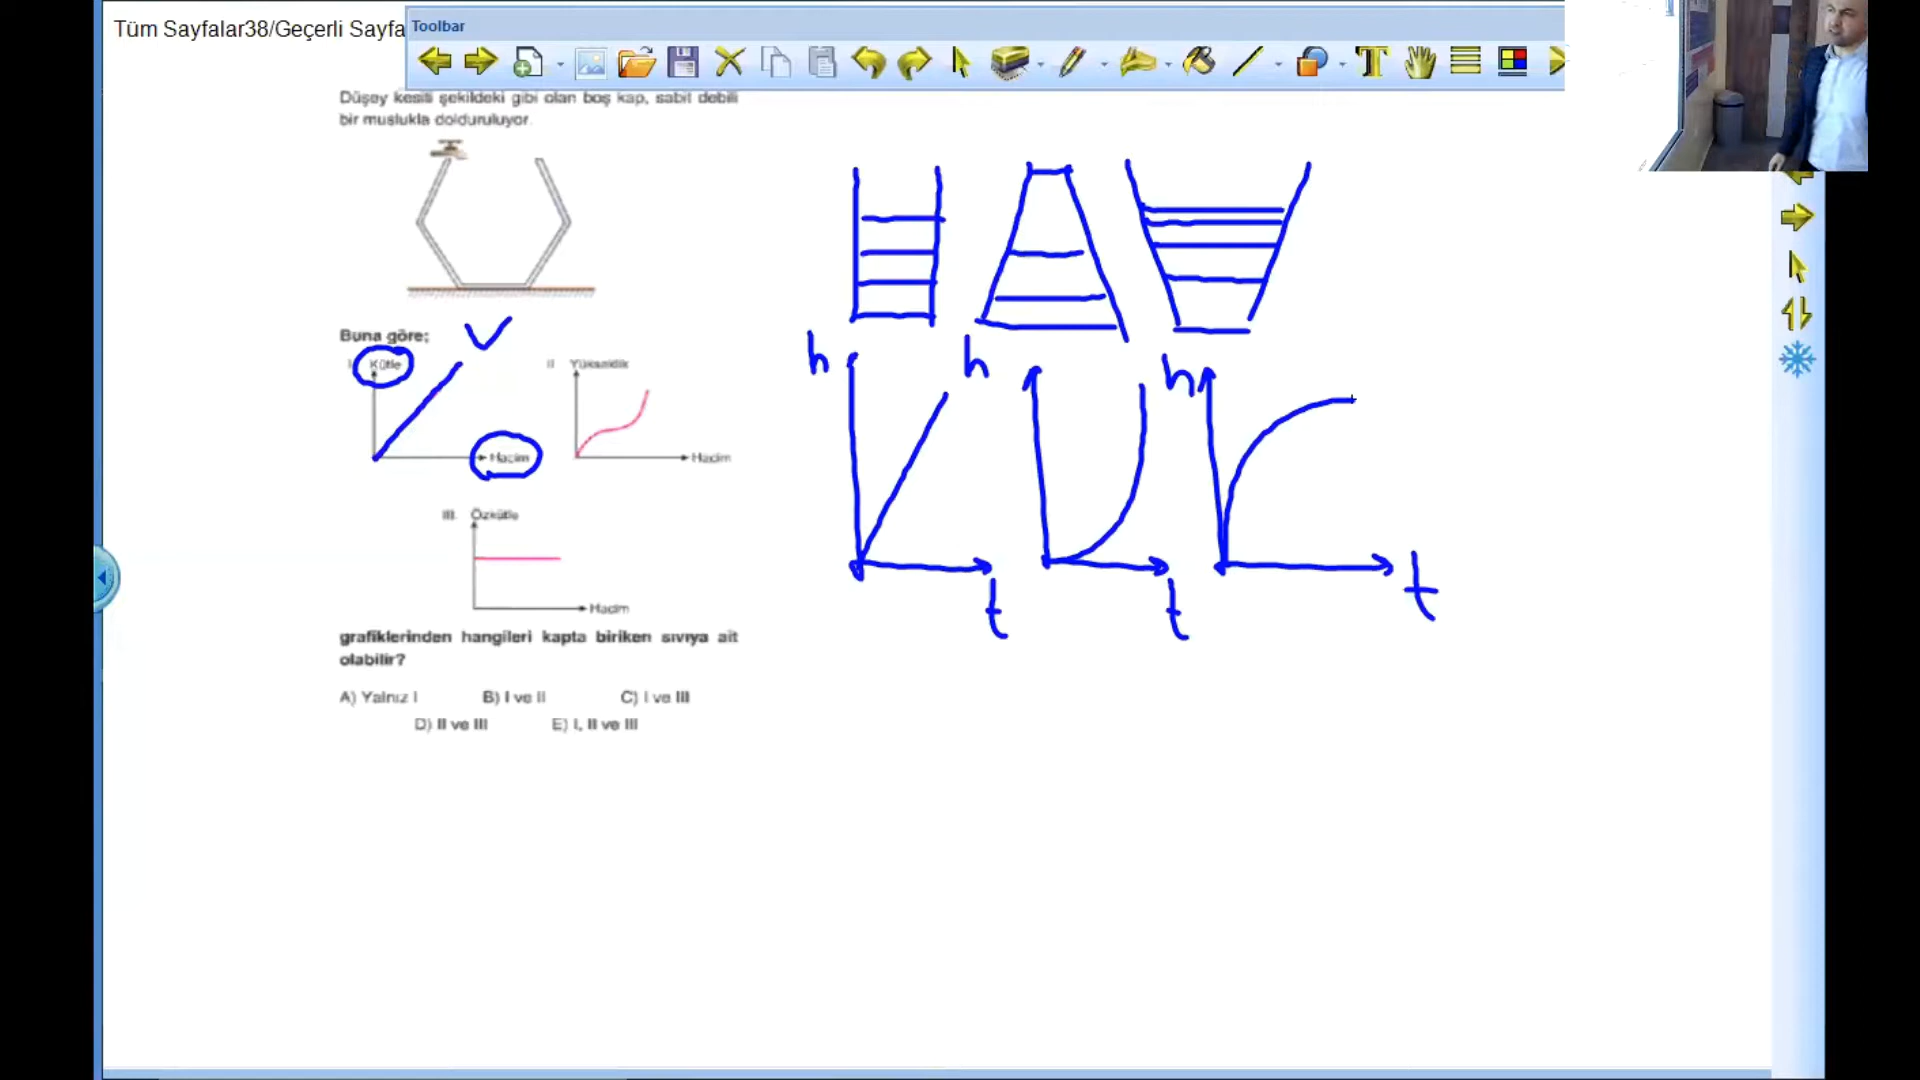 Tüm Sayfalar38/Geçerli Sayfa
Toolbar
Düşey kesiti şekildeki gibi olan boş kap, sabit debili
bir muslukla dolduruluyor.
Buna göre;
I. Kütle
Hacim
II Yükseklik
Hacim
III. Özkütle
Hacim
grafiklerinden hangileri kapta biriken sıvıya ait
olabilir?
A) Yalnız I B) I ve II C) I ve III
D) II ve III E) I, II ve III
h h h
t t t